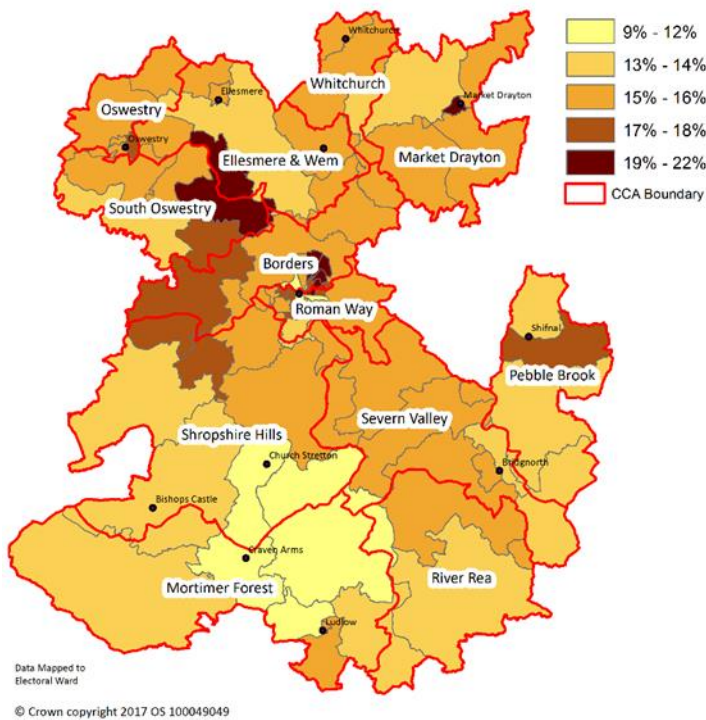 9% - 12%
13% - 14%
15% - 16%
17% - 18%
19% - 22%
CCA Boundary
Whitchurch
Whitchurch
Ellesmere
Oswestry
Market Drayton
Oswestry
Ellesmere & Wem
Market Drayton
South Oswestry
Borders
Roman Way
Shifnal
Pebble Brook
Severn Valley
Shropshire Hills
Church Stretton
Bridgnorth
Bishops Castle
Craven Arms
River Rea
Mortimer Forest
Ludlow
Data Mapped to
Electoral Ward
© Crown copyright 2017 OS 100049049